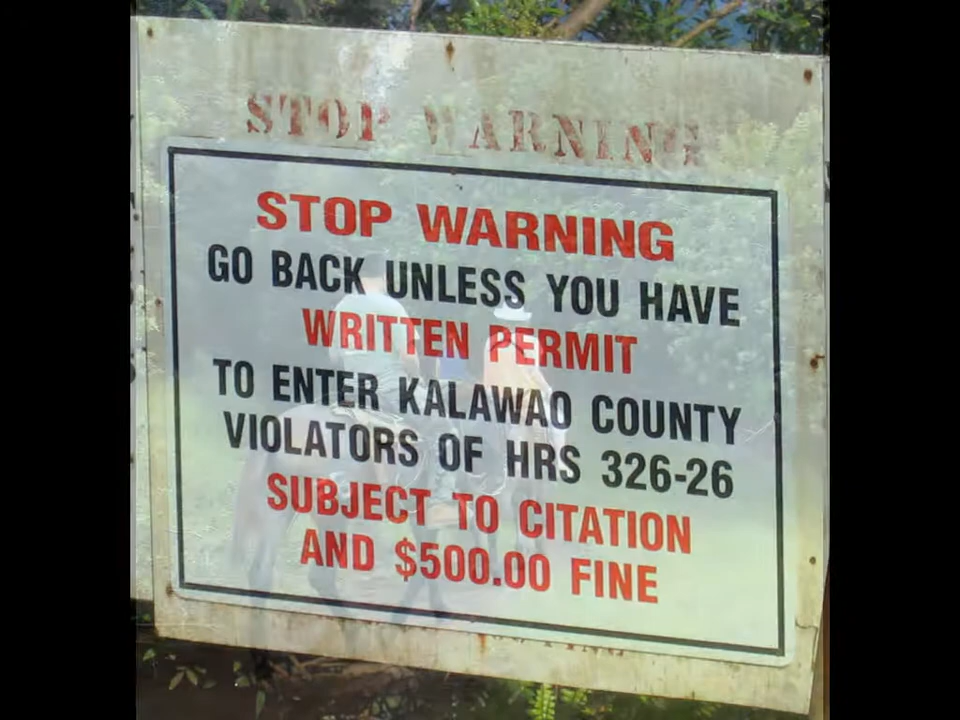 STOP WARNING
STOP WARNING
GO BACK UNLESS YOU HAVE
WRITTEN PERMIT
TO ENTER KALAWAO COUNTY
VIOLATORS OF HRS 326-26
SUBJECT TO CITATION
AND $500.00 FINE